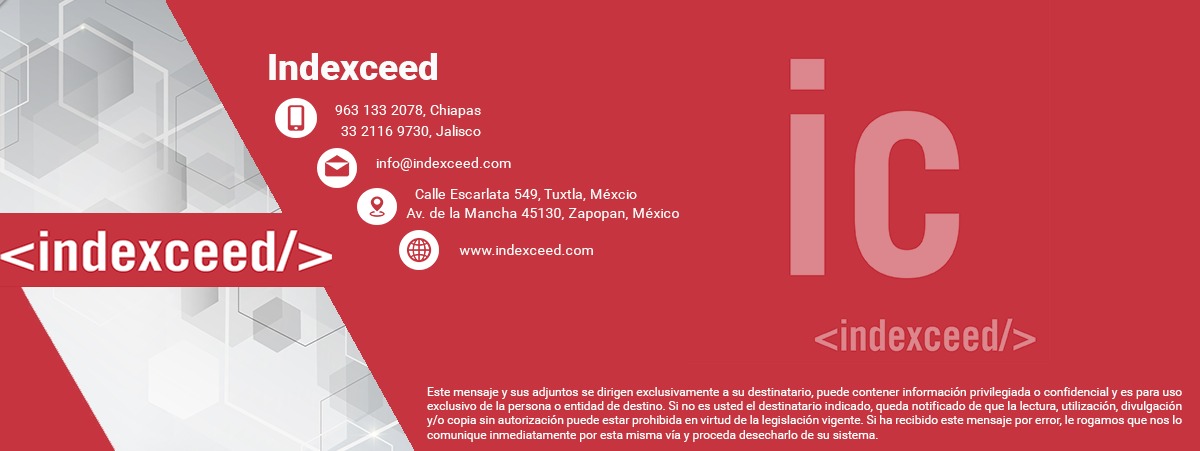 Indexceed
963 133 2078, Chiapas
33 2116 9730, Jalisco
info@indexceed.com
Calle Escarlata 549, Tuxtla, Méxcio
Av. de la Mancha 45130, Zapopan, México
www.indexceed.com
<indexceed/>
ic
<indexceed/>
Este mensaje y sus adjuntos se dirigen exclusivamente a su destinatario, puede contener información privilegiada o confidencial y es para uso
exclusivo de la persona o entidad de destino. Si no es usted el destinatario indicado, queda notificado de que la lectura, utilización, divulgación
y/o copia sin autorización puede estar prohibida en virtud de la legislación vigente. Si ha recibido este mensaje por error, le rogamos que nos lo
comunique inmediatamente por esta misma vía y proceda desecharlo de su sistema.